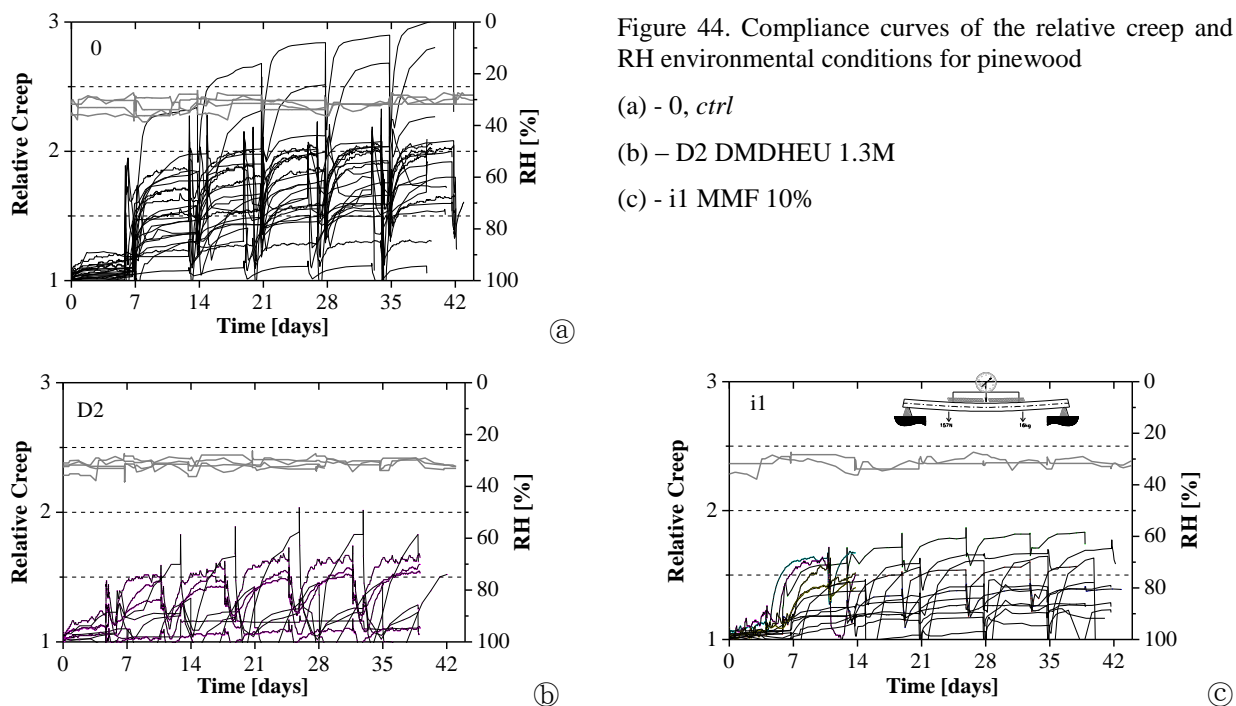 Figure 44. Compliance curves of the relative creep and
RH environmental conditions for pinewood
(a) - 0, ctrl
(b) – D2 DMDHEU 1.3M
(c) - i1 MMF 10%
0
Relative Creep
3
2
1
RH [%]
0
20
40
60
80
100
0 7 14 21 28 35 42
Time [days]
ⓐ
D2
Relative Creep
3
2
1
RH [%]
0
20
40
60
80
100
0 7 14 21 28 35 42
Time [days]
ⓑ
i1
Relative Creep
3
2
1
RH [%]
0
20
40
60
80
100
0 7 14 21 28 35 42
Time [days]
ⓒ